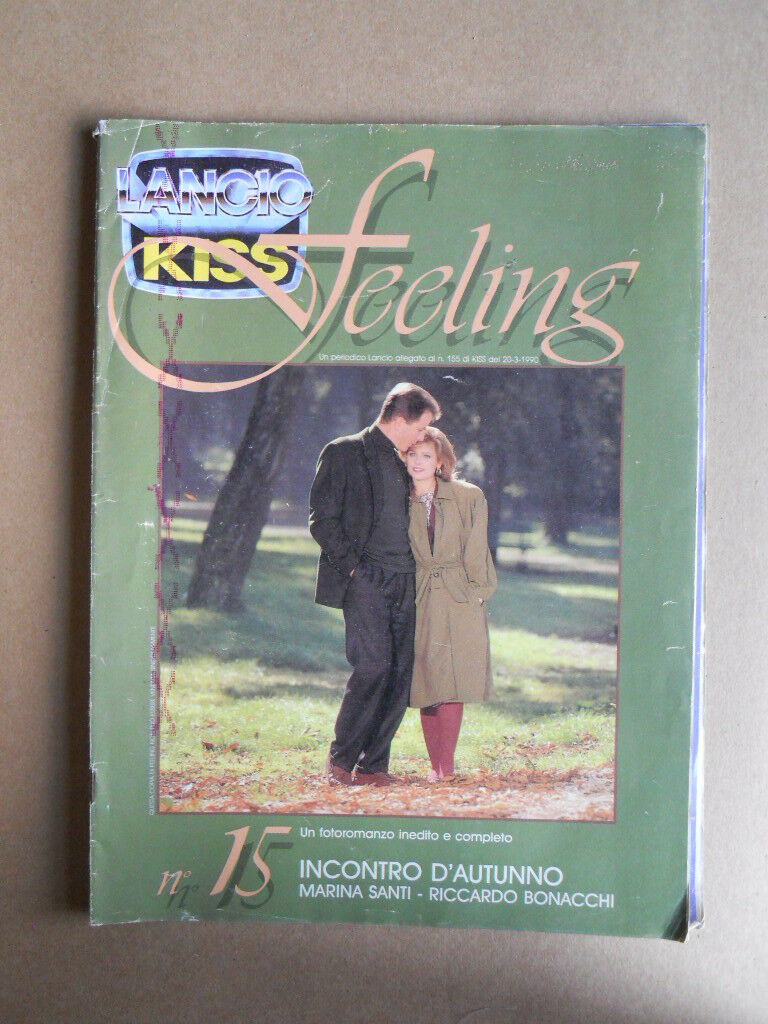 LANCIO
KISS
feeling
Un periodico Lancio allegato al n. 155 di KISS del 20-3-1990
Un fotoromanzo inedito e completo
n° 15
INCONTRO D'AUTUNNO
MARINA SANTI - RICCARDO BONACCHI